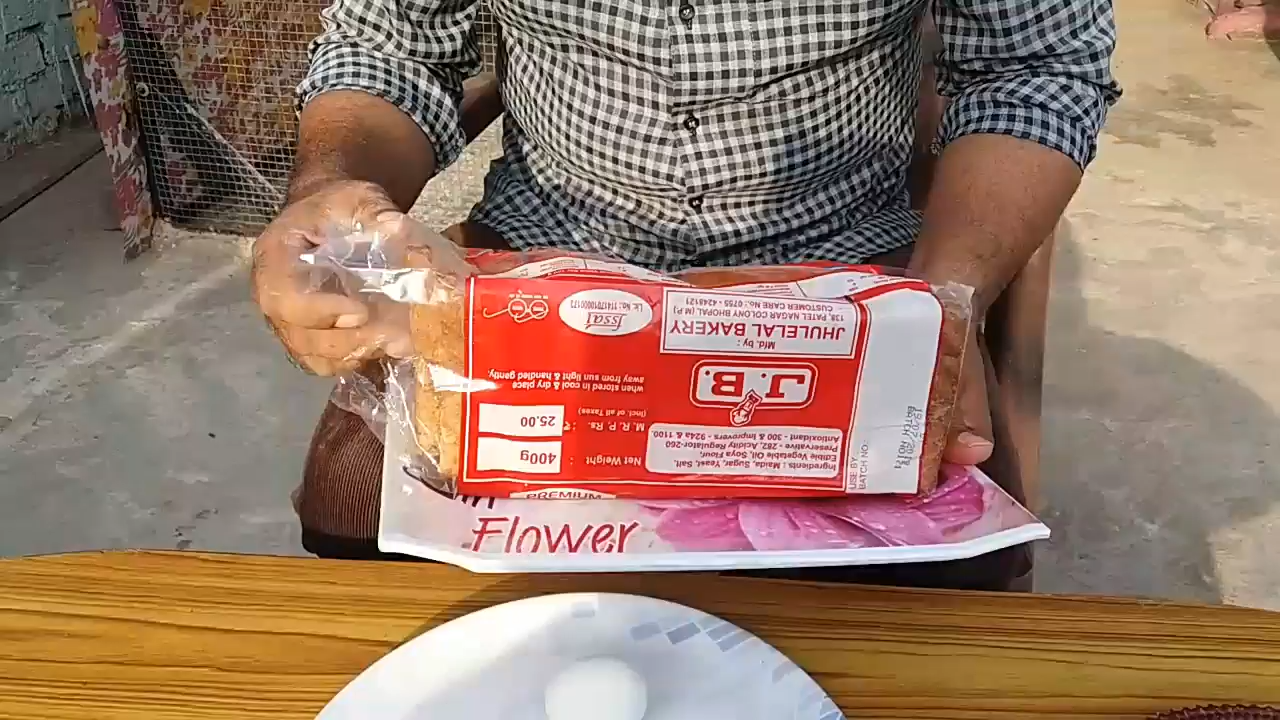 Net Weight : 400g
M. R. P. Rs. : ₹ 25.00
(Incl. of all Taxes)
when stored in cool & dry place
away from sun light & handled gently.
Ingredients : Maida, Sugar, Yeast, Salt,
Edible Vegetable Oil, Soya Flour,
Preservative - 282, Acidity Regulator-260
Antioxidant - 300 & Improvers - 924a & 1100.
J.B.
Mfd. by :
JHULELAL BAKERY
138, PATEL NAGAR COLONY BHOPAL (M.P.)
CUSTOMER CARE No.: 0755-4248121
fssai
Lic. No.:
USE BY:
BATCH NO:
PREMIUM
Flower